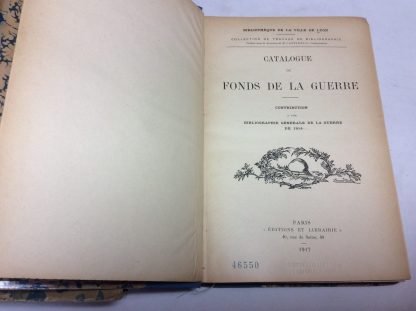 BIBLIOTHÈQUE DE LA VILLE DE LYON
COLLECTION DE TRAVAUX DE BIBLIOGRAPHIE
CATALOGUE
DU
FONDS DE LA GUERRE
CONTRIBUTION
A UNE
BIBLIOGRAPHIE GÉNÉRALE DE LA GUERRE
DE 1914
PARIS
"ÉDITIONS ET LIBRAIRIE"
40, rue de Seine, 40
1917
46550